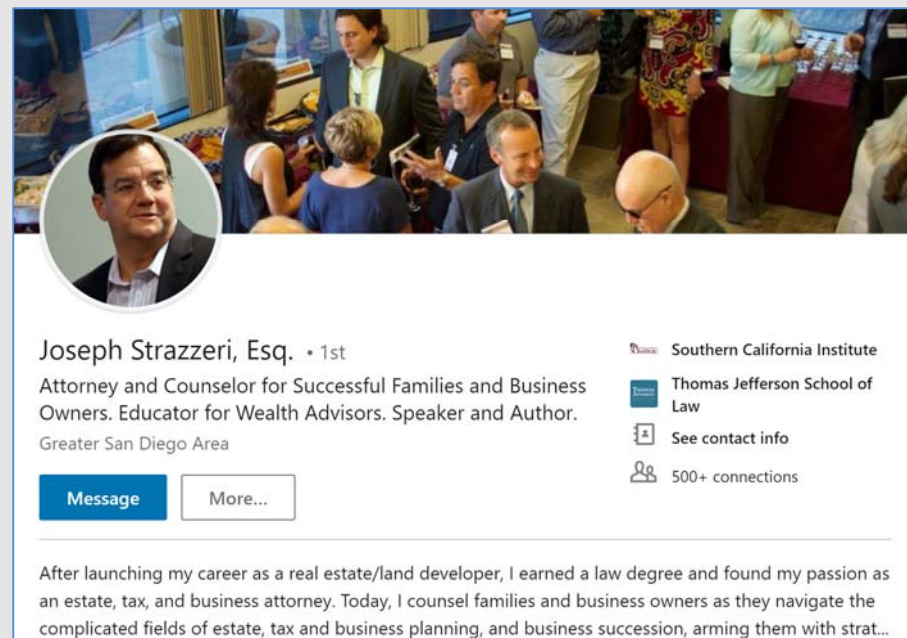 Joseph Strazzeri, Esq. • 1st
Attorney and Counselor for Successful Families and Business
Owners. Educator for Wealth Advisors. Speaker and Author.
Greater San Diego Area
Message
More...
Southern California Institute
Thomas Jefferson School of
Law
See contact info
500+ connections
After launching my career as a real estate/land developer, I earned a law degree and found my passion as
an estate, tax, and business attorney. Today, I counsel families and business owners as they navigate the
complicated fields of estate, tax and business planning, and business succession, arming them with strat...